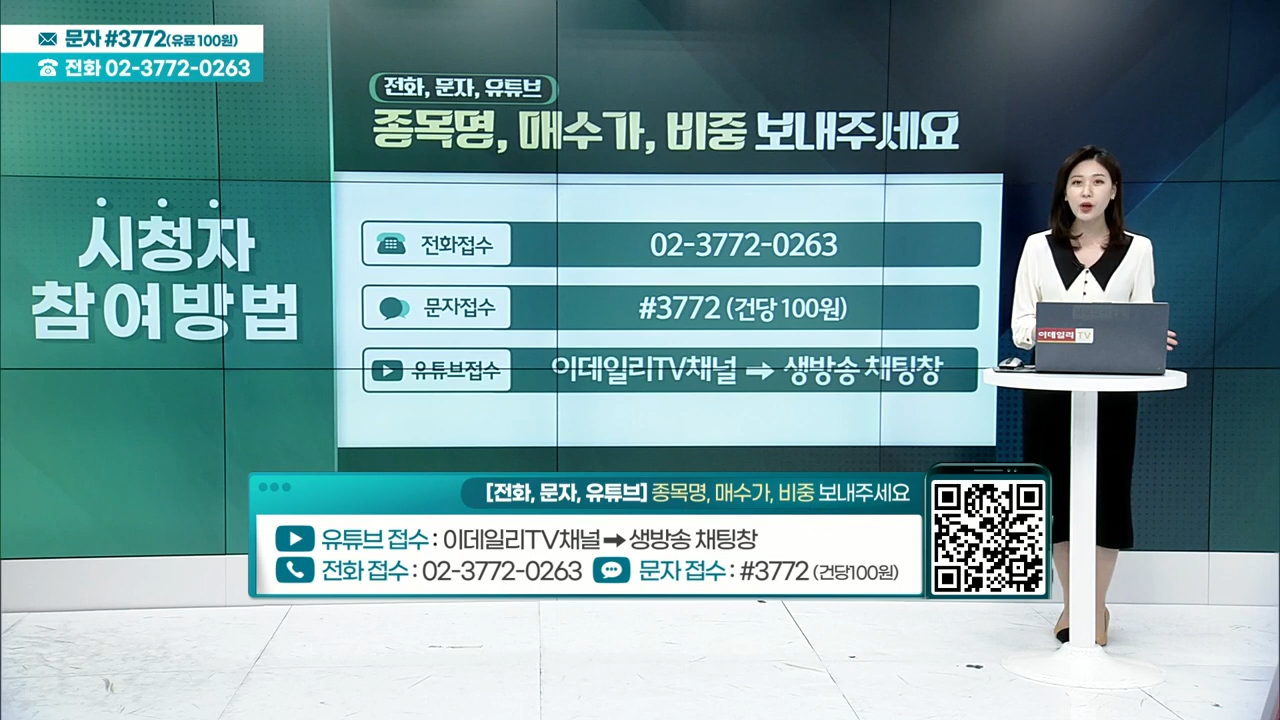 문자 #3772(유료 100원)
전화 02-3772-0263
전화, 문자, 유튜브
종목명, 매수가, 비중 보내주세요
시청자
참여방법
전화접수 02-3772-0263
문자접수 #3772 (건당 100원)
유튜브접수 이데일리TV채널 ➡ 생방송 채팅창
이데일리 TV
[전화, 문자, 유튜브] 종목명, 매수가, 비중 보내주세요
유튜브 접수 : 이데일리TV채널 ➡ 생방송 채팅창
전화 접수 : 02-3772-0263 문자 접수 : #3772 (건당100원)